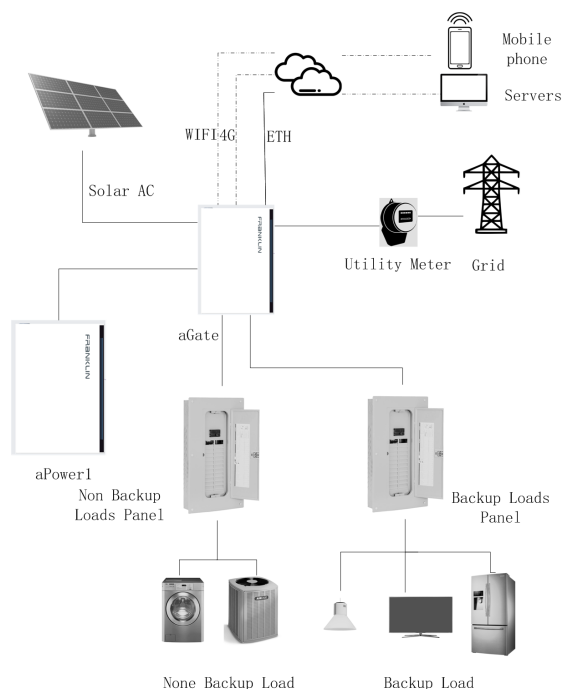 Mobile
phone
Servers
WIFI 4G
ETH
Solar AC
FRANKLIN
Utility Meter
Grid
aGate
FRANKLIN
aPower1
Non Backup
Loads Panel
Backup Loads
Panel
None Backup Load
Backup Load